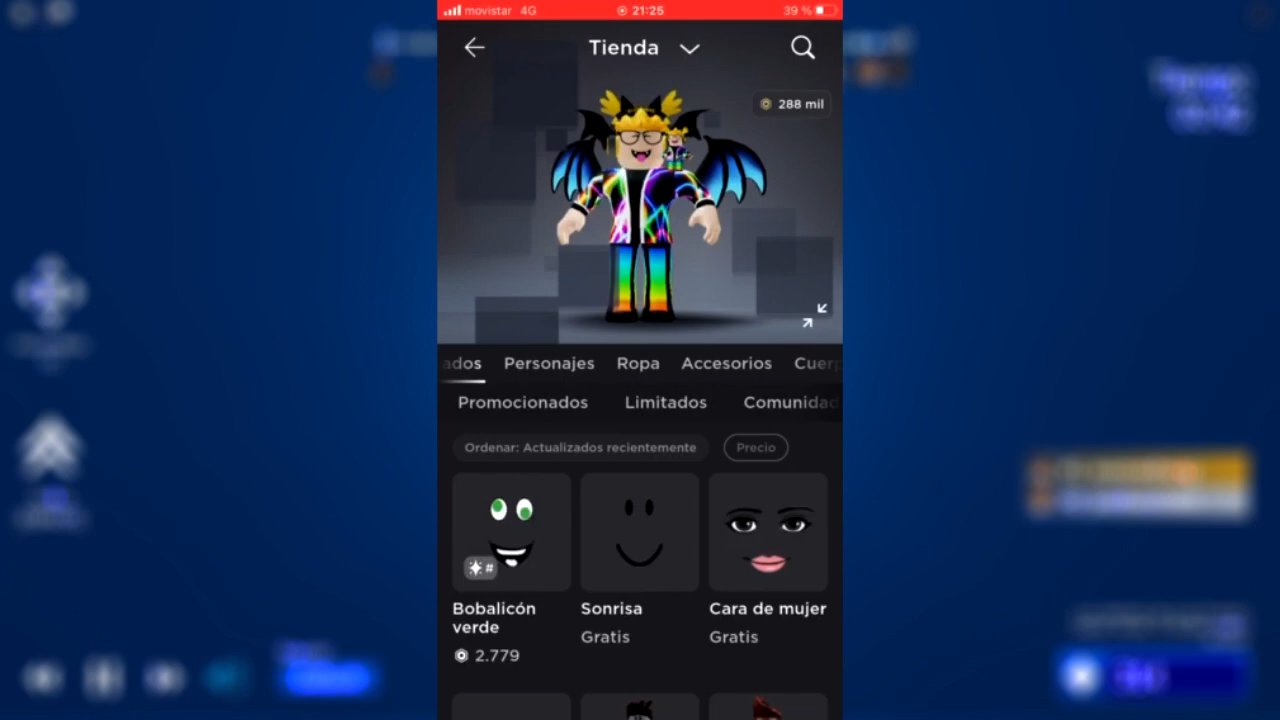 movistar 4G 21:25 39 %
Tienda
288 mil
ados Personajes Ropa Accesorios Cuerp
Promocionados Limitados Comunidad
Ordenar: Actualizados recientemente Precio
#
Bobalicón verde Sonrisa Cara de mujer
Gratis Gratis
2.779